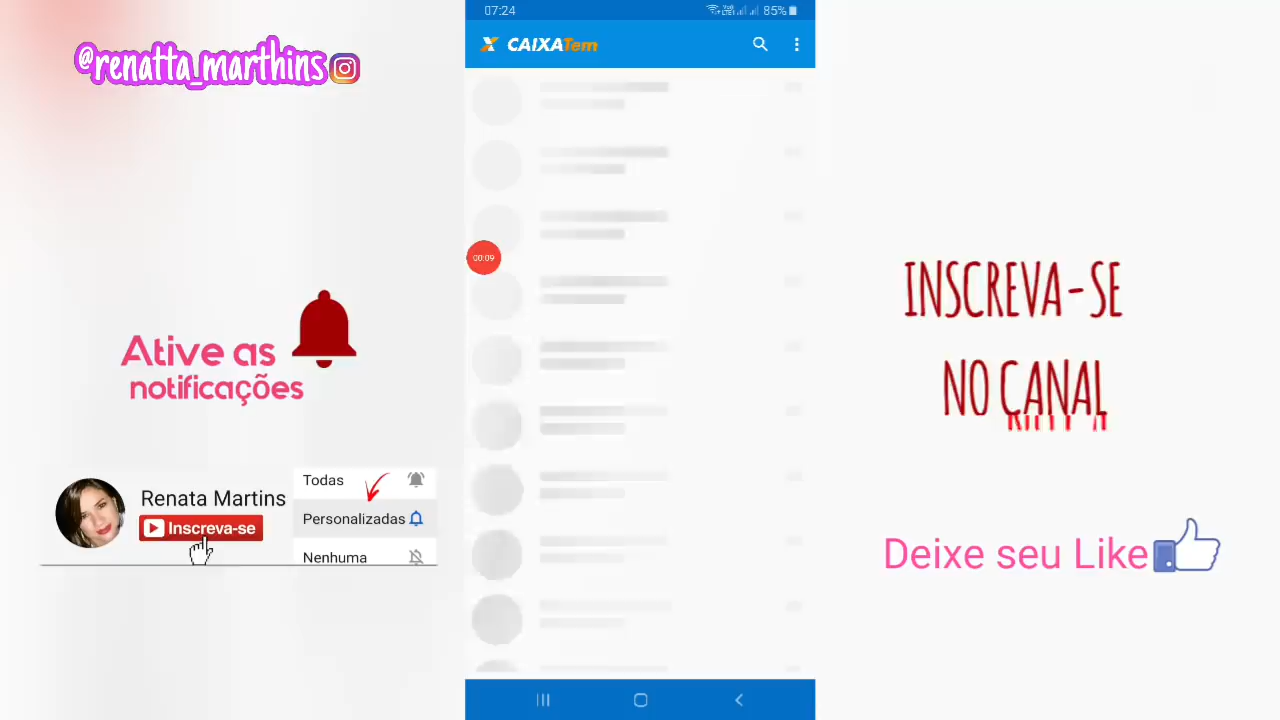 @renatta_marthins
07:24
85%
CAIXATem
00:09
Ative as
notificações
Renata Martins
Inscreva-se
Todas
Personalizadas
Nenhuma
INSCREVA-SE
NO CANAL
Deixe seu Like